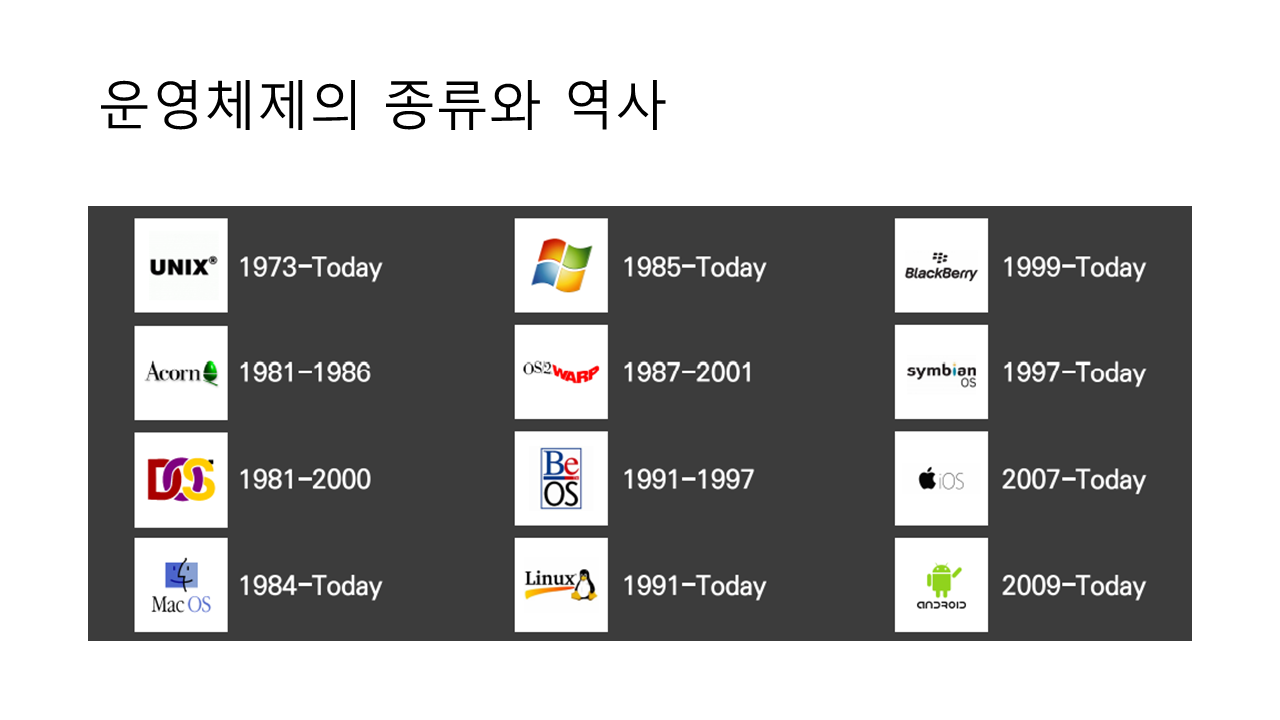 운영체제의 종류와 역사
UNIX® 1973-Today
Acorn 1981-1986
DOS 1981-2000
Mac OS 1984-Today
1985-Today
OS/2 WARP 1987-2001
Be OS 1991-1997
Linux 1991-Today
BlackBerry 1999-Today
symbian OS 1997-Today
iOS 2007-Today
ANDROID 2009-Today